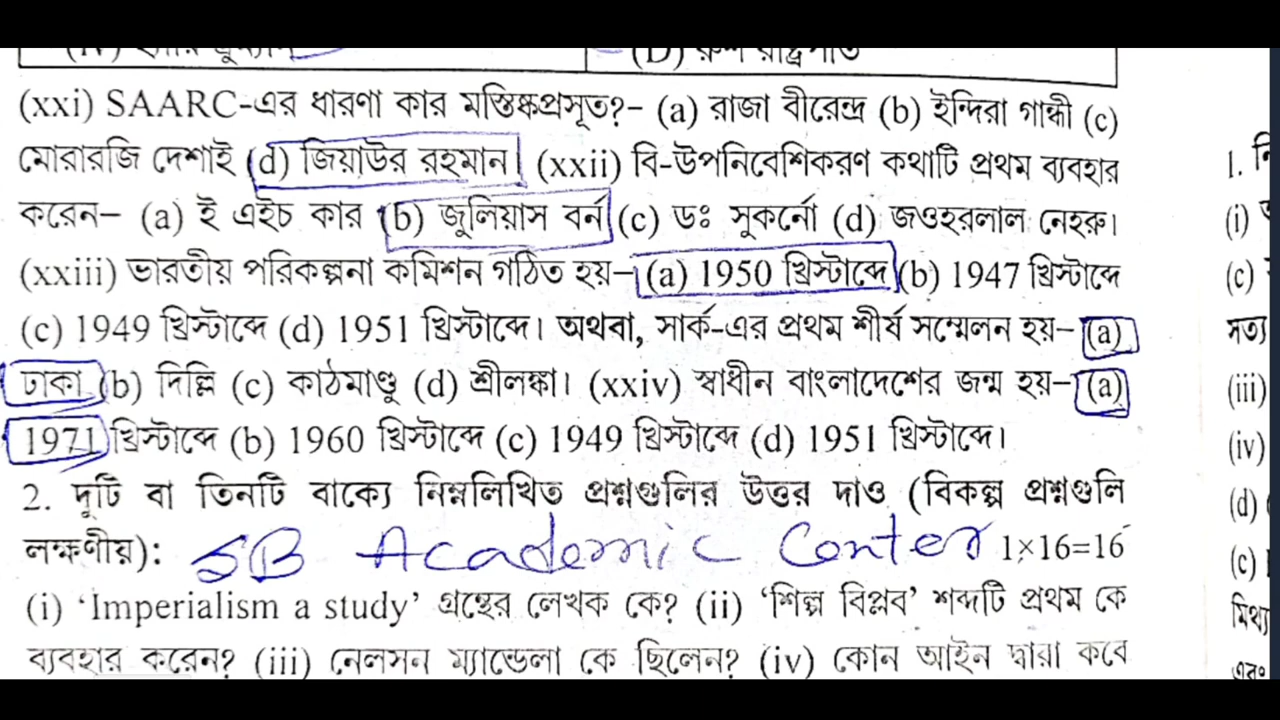 (xxi) SAARC-এর ধারণা কার মস্তিষ্কপ্রসূত?– (a) রাজা বীরেন্দ্র (b) ইন্দিরা গান্ধী (c)
মোরারজি দেশাই (d) জিয়াউর রহমান (xxii) বি-উপনিবেশিকরণ কথাটি প্রথম ব্যবহার
করেন– (a) ই এইচ কার (b) জুলিয়াস বর্ন (c) ডঃ সুকর্নো (d) জওহরলাল নেহরু।
(xxiii) ভারতীয় পরিকল্পনা কমিশন গঠিত হয়– (a) 1950 খ্রিস্টাব্দে (b) 1947 খ্রিস্টাব্দে
(c) 1949 খ্রিস্টাব্দে (d) 1951 খ্রিস্টাব্দে। অথবা, সার্ক-এর প্রথম শীর্ষ সম্মেলন হয়– (a)
ঢাকা (b) দিল্লি (c) কাঠমাণ্ডু (d) শ্রীলঙ্কা। (xxiv) স্বাধীন বাংলাদেশের জন্ম হয়– (a)
1971 খ্রিস্টাব্দে (b) 1960 খ্রিস্টাব্দে (c) 1949 খ্রিস্টাব্দে (d) 1951 খ্রিস্টাব্দে।
2. দুটি বা তিনটি বাক্যে নিম্নলিখিত প্রশ্নগুলির উত্তর দাও (বিকল্প প্রশ্নগুলি
লক্ষণীয়): SB Academic Center 1×16=16
(i) ‘Imperialism a study’ গ্রন্থের লেখক কে? (ii) ‘শিল্প বিপ্লব’ শব্দটি প্রথম কে
ব্যবহার করেন? (iii) নেলসন ম্যান্ডেলা কে ছিলেন? (iv) কোন আইন দ্বারা কবে
1.
(i)
(c)
সত্য
(iii)
(iv)
(d)
(c)